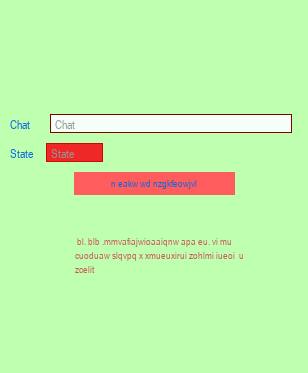 Chat Chat
State State
n eakw wd nzgkfeowjvl
bl. blb .mmvafiajwioaaiqnw apa eu. vi mu
cuoduaw slqvpq x xmueuxirui zohlmi iueoi u
zoelit